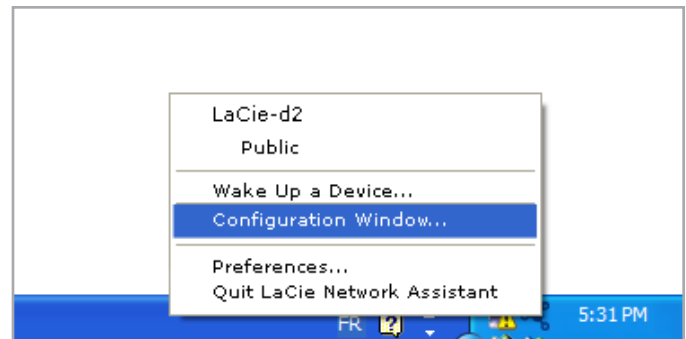 LaCie-d2
Public
Wake Up a Device...
Configuration Window...
Preferences...
Quit LaCie Network Assistant
FR ? 5:31 PM